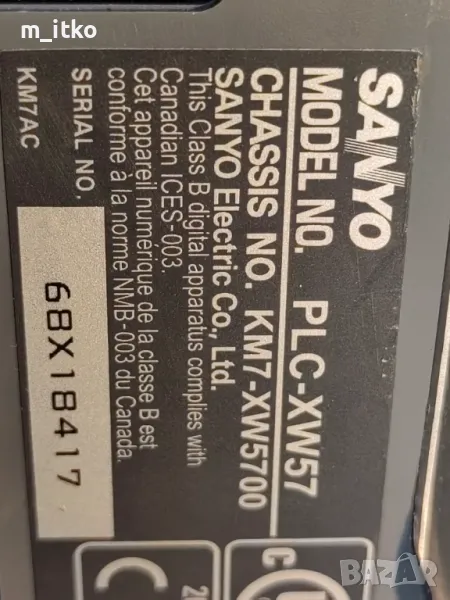 m_itko
SANYO
MODEL NO. PLC-XW57
CHASSIS NO. KM7-XW5700
SANYO Electric Co., Ltd.
This Class B digital apparatus complies with
Canadian ICES-003.
Cet appareil numérique de la classe B est
conforme à la norme NMB-003 du Canada.
SERIAL NO. 68X18417
KM7AC
C
C
20
BAZAR